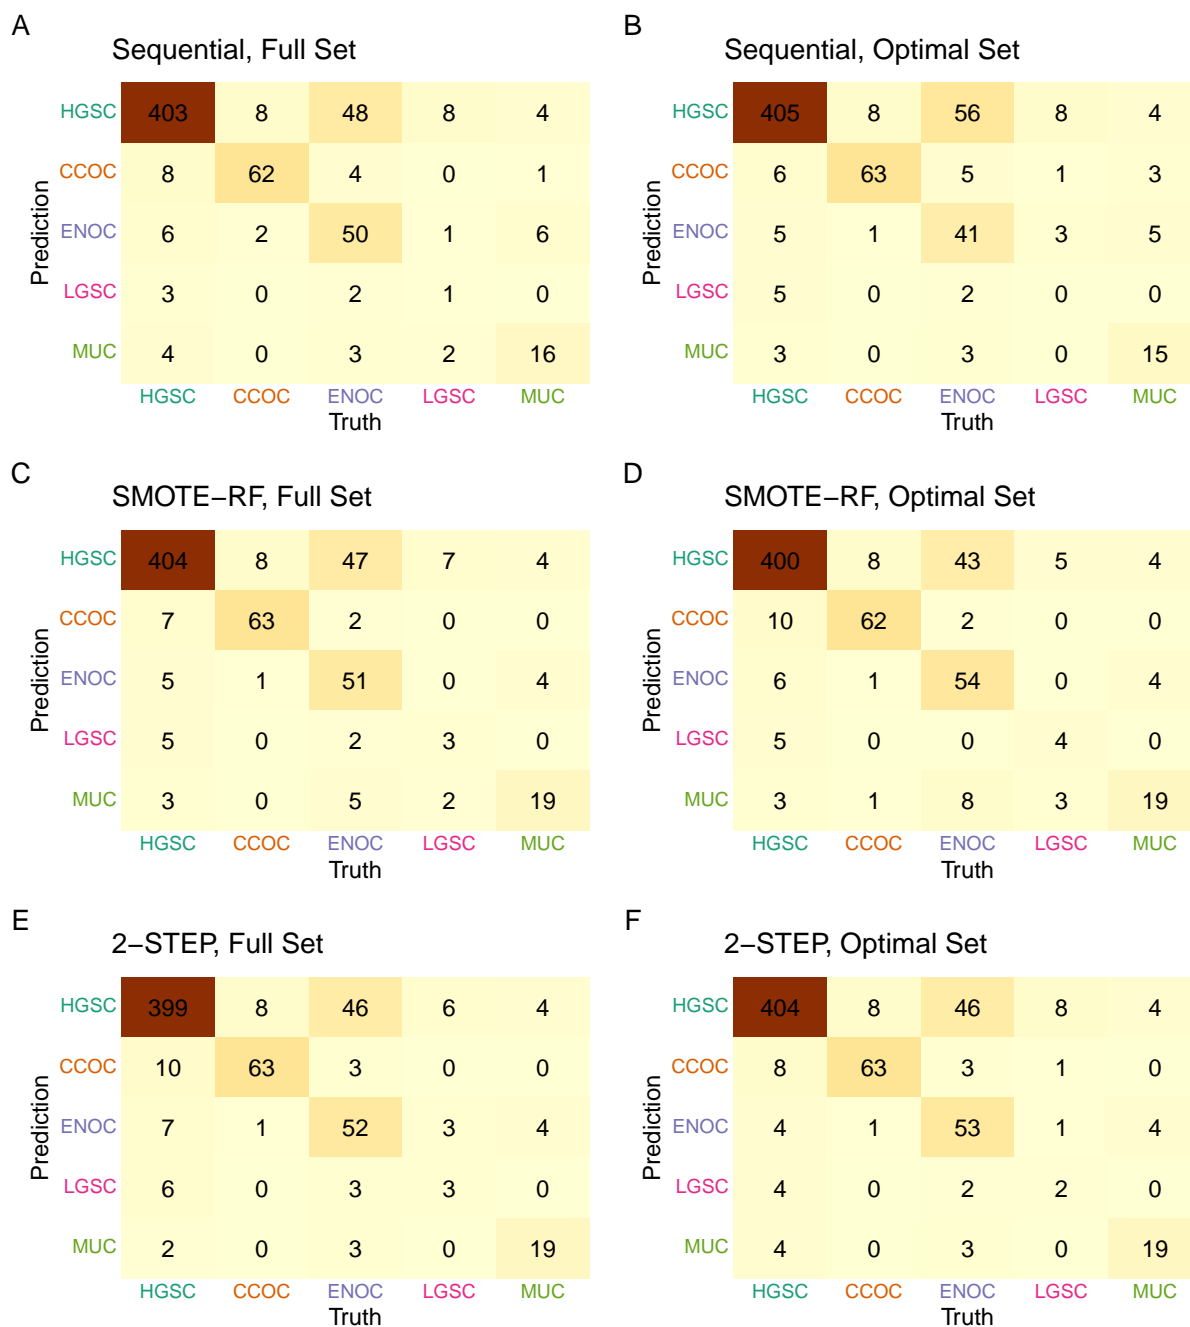 A
Sequential, Full Set
Prediction
HGSC 403 8 48 8 4
CCOC 8 62 4 0 1
ENOC 6 2 50 1 6
LGSC 3 0 2 1 0
MUC 4 0 3 2 16
HGSC CCOC ENOC LGSC MUC
Truth
B
Sequential, Optimal Set
Prediction
HGSC 405 8 56 8 4
CCOC 6 63 5 1 3
ENOC 5 1 41 3 5
LGSC 5 0 2 0 0
MUC 3 0 3 0 15
HGSC CCOC ENOC LGSC MUC
Truth
C
SMOTE−RF, Full Set
Prediction
HGSC 404 8 47 7 4
CCOC 7 63 2 0 0
ENOC 5 1 51 0 4
LGSC 5 0 2 3 0
MUC 3 0 5 2 19
HGSC CCOC ENOC LGSC MUC
Truth
D
SMOTE−RF, Optimal Set
Prediction
HGSC 400 8 43 5 4
CCOC 10 62 2 0 0
ENOC 6 1 54 0 4
LGSC 5 0 0 4 0
MUC 3 1 8 3 19
HGSC CCOC ENOC LGSC MUC
Truth
E
2−STEP, Full Set
Prediction
HGSC 399 8 46 6 4
CCOC 10 63 3 0 0
ENOC 7 1 52 3 4
LGSC 6 0 3 3 0
MUC 2 0 3 0 19
HGSC CCOC ENOC LGSC MUC
Truth
F
2−STEP, Optimal Set
Prediction
HGSC 404 8 46 8 4
CCOC 8 63 3 1 0
ENOC 4 1 53 1 4
LGSC 4 0 2 2 0
MUC 4 0 3 0 19
HGSC CCOC ENOC LGSC MUC
Truth